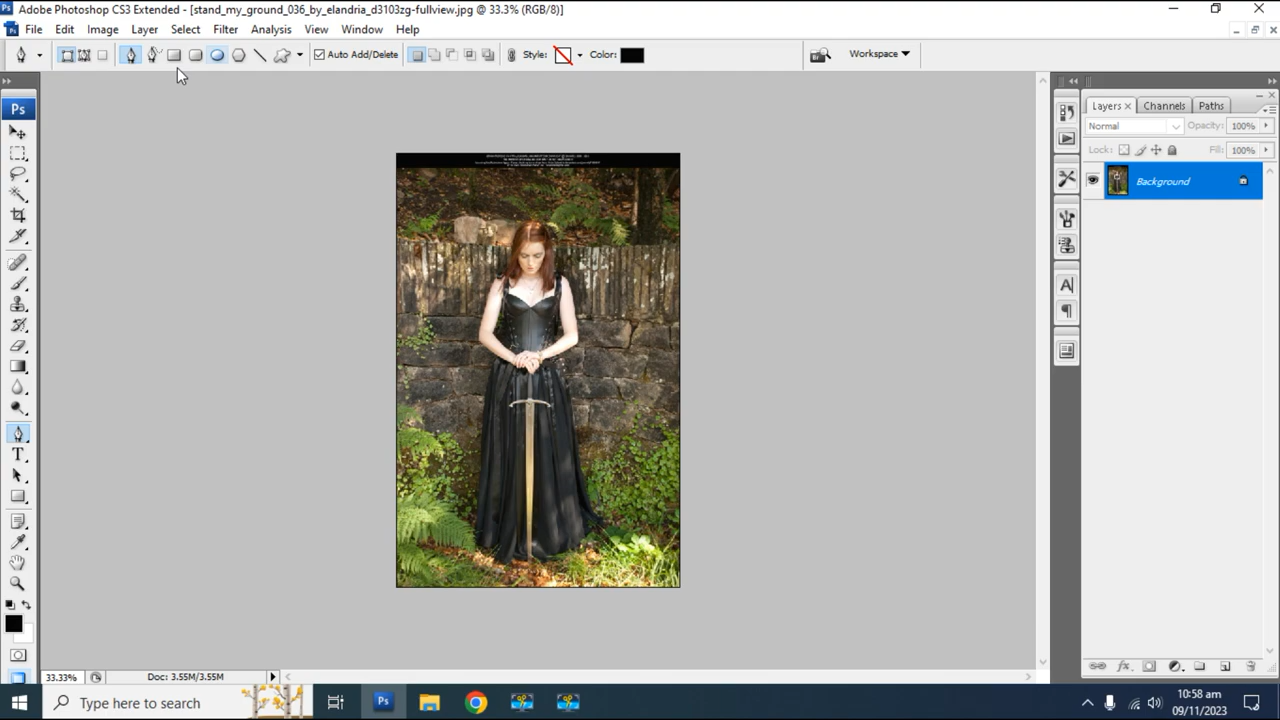 Adobe Photoshop CS3 Extended - [stand_my_ground_036_by_elandria_d3103zg-fullview.jpg @ 33.3% (RGB/8)]
File Edit Image Layer Select Filter Analysis View Window Help
Auto Add/Delete Style: Color: Workspace
Ps
Layers Channels Paths
Normal Opacity: 100%
Lock: Fill: 100%
Background
T
A
33.33% Doc: 3.55M/3.55M
Type here to search
Ps
10:58 am
09/11/2023